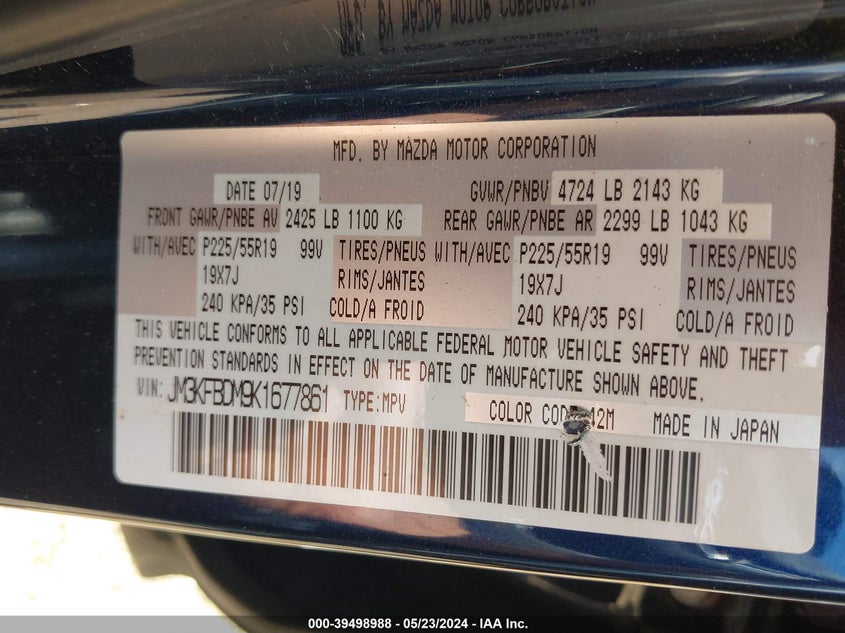 MFD. BY MAZDA MOTOR CORPORATION
DATE 07/19 GVWR/PNBV 4724 LB 2143 KG
FRONT GAWR/PNBE AV 2425 LB 1100 KG REAR GAWR/PNBE AR 2299 LB 1043 KG
WITH/AVEC P225/55R19 99V TIRES/PNEUS WITH/AVEC P225/55R19 99V TIRES/PNEUS
19X7J RIMS/JANTES 19X7J RIMS/JANTES
240 KPA/35 PSI COLD/A FROID 240 KPA/35 PSI COLD/A FROID
THIS VEHICLE CONFORMS TO ALL APPLICABLE FEDERAL MOTOR VEHICLE SAFETY AND THEFT
PREVENTION STANDARDS IN EFFECT ON THE DATE OF MANUFACTURE SHOWN ABOVE.
VIN: JM3KFBDM9K1677861 TYPE:MPV COLOR 42M MADE IN JAPAN
000-39498988 - 05/23/2024 - IAA Inc.